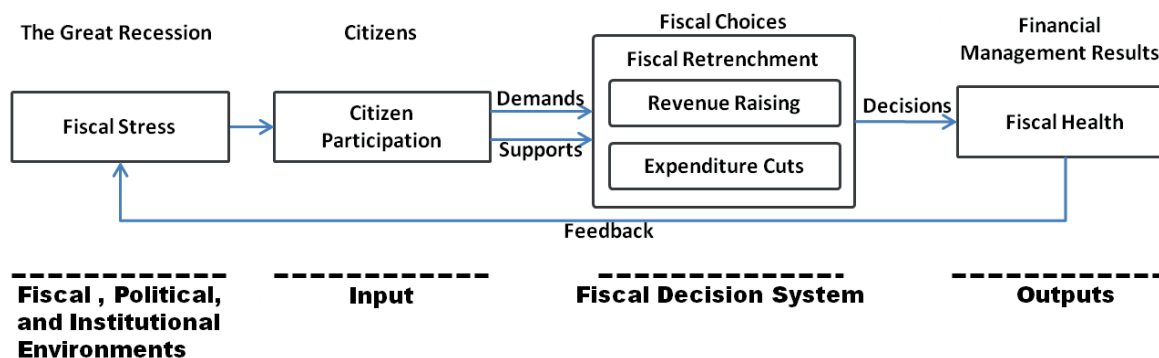 The Great Recession
Citizens
Fiscal Choices
Financial
Management Results
Fiscal Stress
Citizen
Participation
Demands
Supports
Fiscal Retrenchment
Revenue Raising
Expenditure Cuts
Decisions
Fiscal Health
Feedback
Fiscal , Political,
and Institutional
Environments
Input
Fiscal Decision System
Outputs